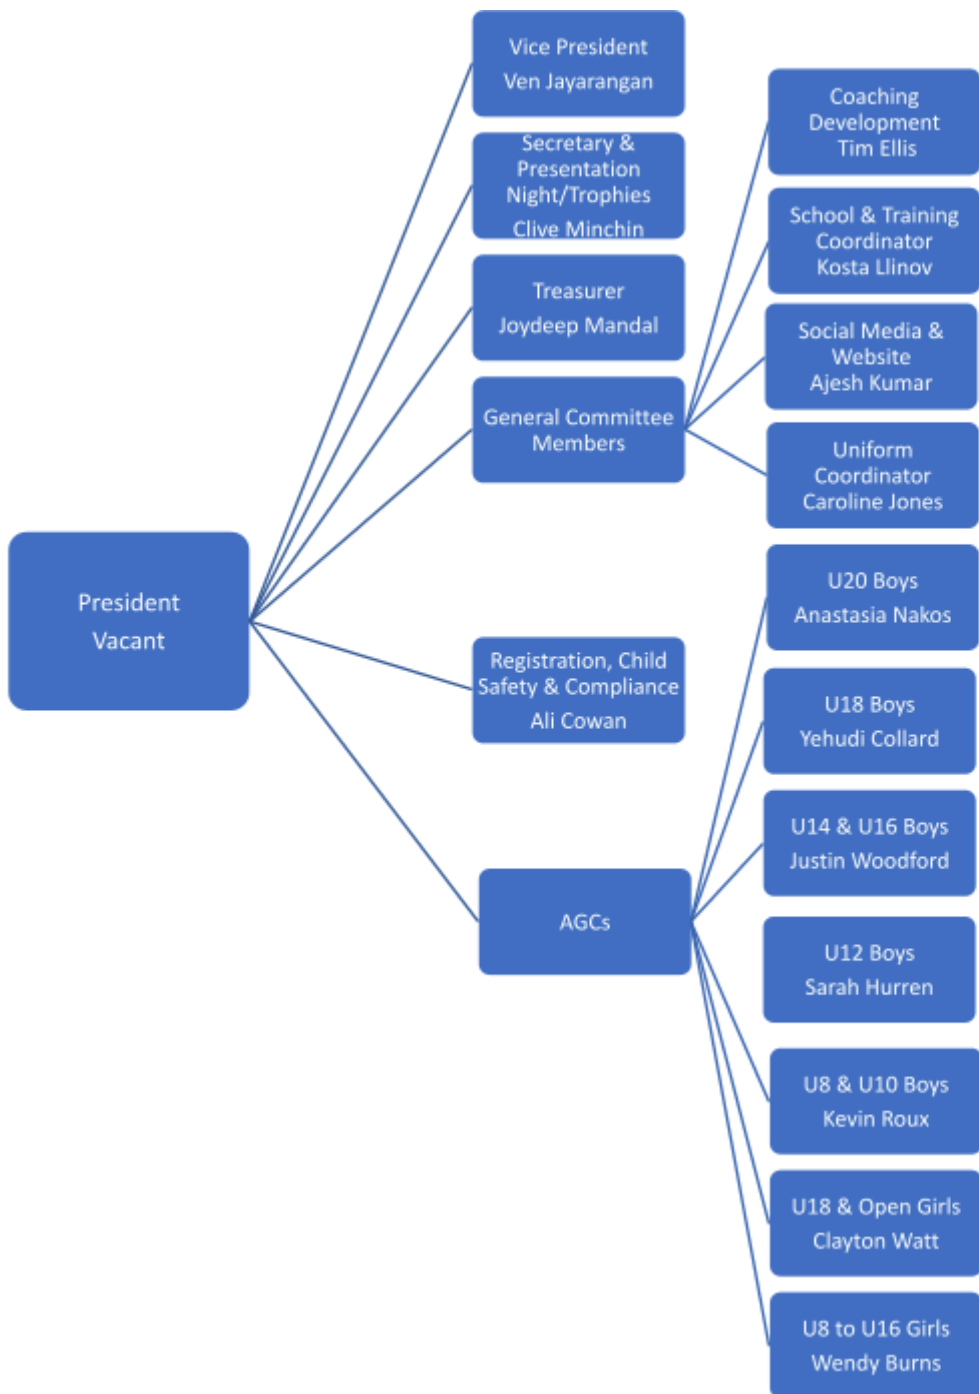 Vice President
Ven Jayarangan
Secretary &
Presentation
Night/Trophies
Clive Minchin
Treasurer
Joydeep Mandal
General Committee
Members
Coaching
Development
Tim Ellis
School & Training
Coordinator
Kosta Llinov
Social Media &
Website
Ajesh Kumar
Uniform
Coordinator
Caroline Jones
President
Vacant
Registration, Child
Safety & Compliance
Ali Cowan
AGCs
U20 Boys
Anastasia Nakos
U18 Boys
Yehudi Collard
U14 & U16 Boys
Justin Woodford
U12 Boys
Sarah Hurren
U8 & U10 Boys
Kevin Roux
U18 & Open Girls
Clayton Watt
U8 to U16 Girls
Wendy Burns